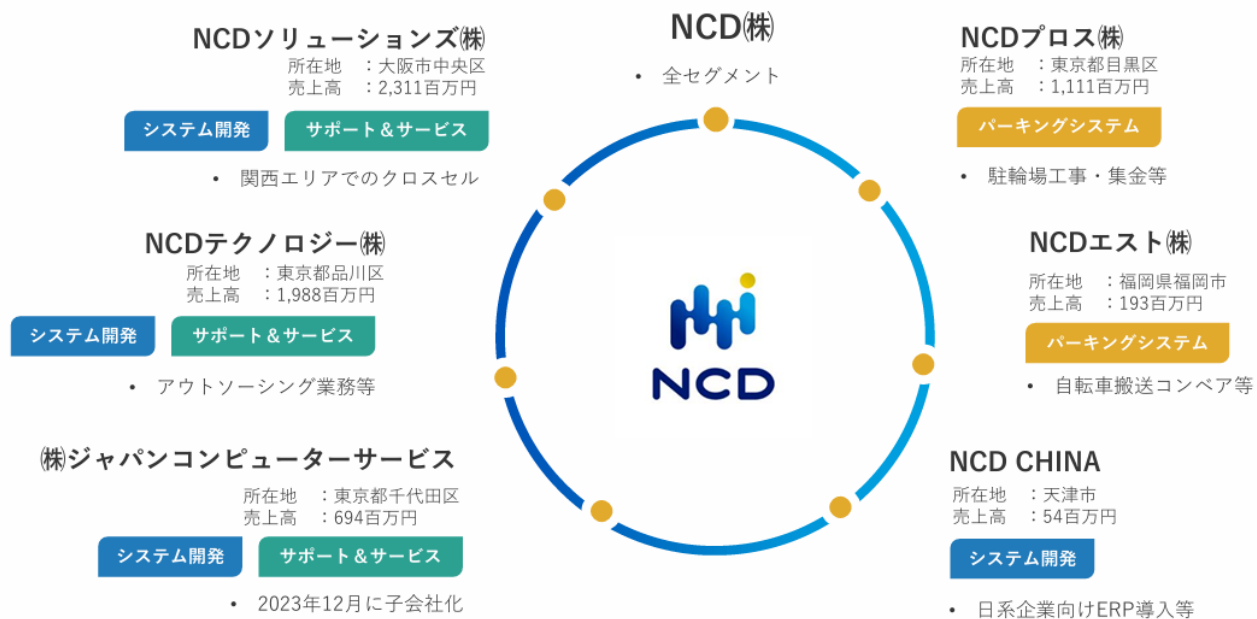 NCD㈱
• 全セグメント
NCDソリューションズ㈱
所在地 ：大阪市中央区
売上高 ：2,311百万円
システム開発
サポート＆サービス
• 関西エリアでのクロスセル
NCDテクノロジー㈱
所在地 ：東京都品川区
売上高 ：1,988百万円
システム開発
サポート＆サービス
• アウトソーシング業務等
㈱ジャパンコンピューターサービス
所在地 ：東京都千代田区
売上高 ：694百万円
システム開発
サポート＆サービス
• 2023年12月に子会社化
NCD
NCDプロス㈱
所在地 ：東京都目黒区
売上高 ：1,111百万円
パーキングシステム
• 駐輪場工事・集金等
NCDエスト㈱
所在地 ：福岡県福岡市
売上高 ：193百万円
パーキングシステム
• 自転車搬送コンベア等
NCD CHINA
所在地 ：天津市
売上高 ：54百万円
システム開発
• 日系企業向けERP導入等